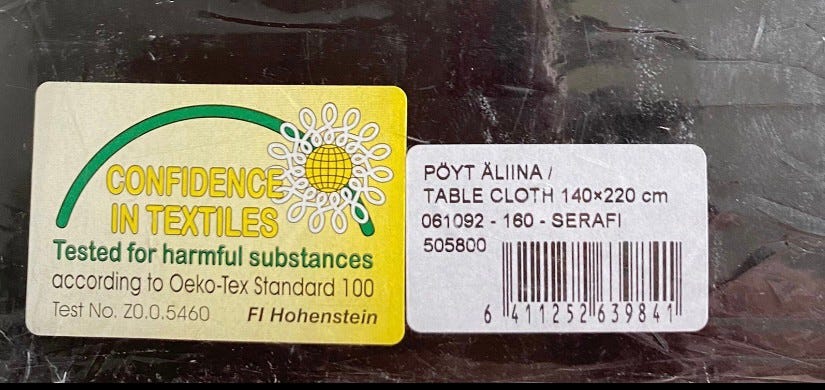 CONFIDENCE
IN TEXTILES
Tested for harmful substances
according to Oeko-Tex Standard 100
Test No. Z0.0.5460 FI Hohenstein
PÖYT ÄLIINA /
TABLE CLOTH 140×220 cm
061092 - 160 - SERAFI
505800
6 411252 639841